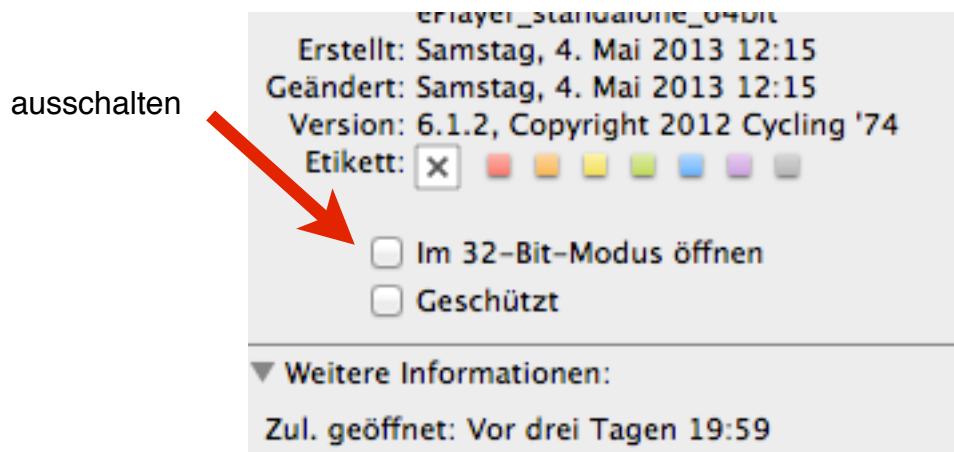 ePlayer_standalone_64bit
Erstellt: Samstag, 4. Mai 2013 12:15
Geändert: Samstag, 4. Mai 2013 12:15
ausschalten
Version: 6.1.2, Copyright 2012 Cycling '74
Etikett:
Im 32-Bit-Modus öffnen
Geschützt
Weitere Informationen:
Zul. geöffnet: Vor drei Tagen 19:59